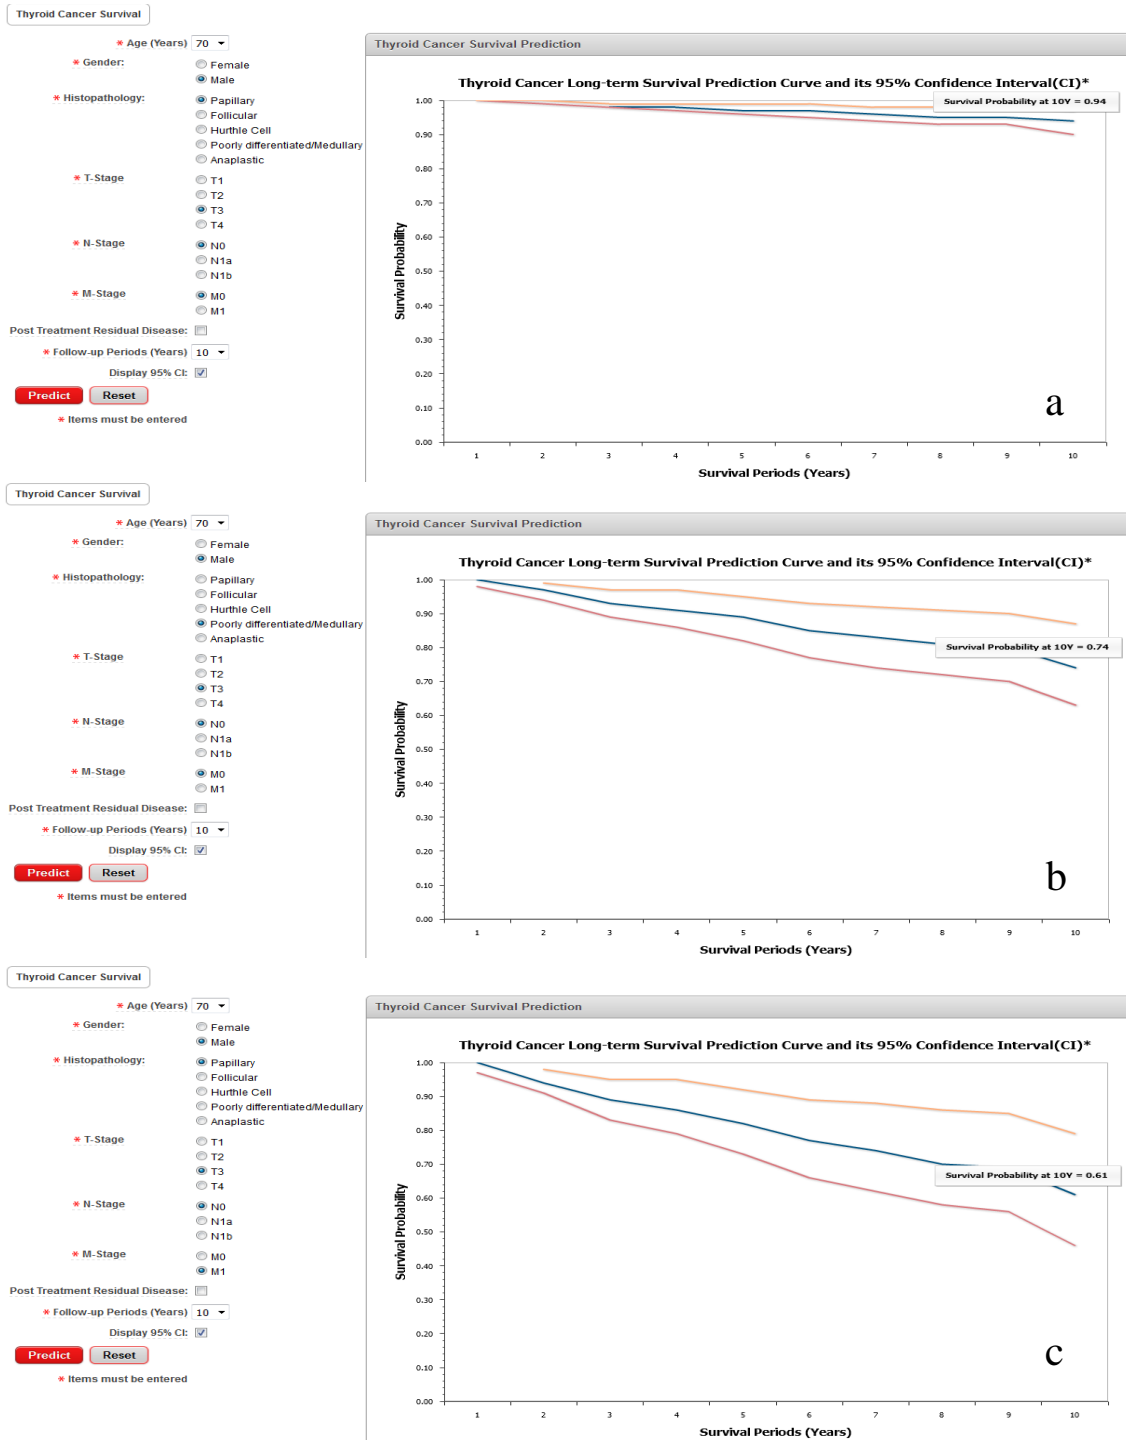 Thyroid Cancer Survival
* Age (Years) 70
* Gender:
Female
Male
* Histopathology:
Papillary
Follicular
Hurthle Cell
Poorly differentiated/Medullary
Anaplastic
* T-Stage
T1
T2
T3
T4
* N-Stage
N0
N1a
N1b
* M-Stage
M0
M1
Post Treatment Residual Disease:
* Follow-up Periods (Years) 10
Display 95% CI:
Predict Reset
* Items must be entered
Thyroid Cancer Survival Prediction
Thyroid Cancer Long-term Survival Prediction Curve and its 95% Confidence Interval(CI)*
Survival Probability at 10Y = 0.94
1.00
0.90
0.80
0.70
0.60
0.50
0.40
0.30
0.20
0.10
0.00
Survival Probability
1 2 3 4 5 6 7 8 9 10
Survival Periods (Years)
a
Thyroid Cancer Survival
* Age (Years) 70
* Gender:
Female
Male
* Histopathology:
Papillary
Follicular
Hurthle Cell
Poorly differentiated/Medullary
Anaplastic
* T-Stage
T1
T2
T3
T4
* N-Stage
N0
N1a
N1b
* M-Stage
M0
M1
Post Treatment Residual Disease:
* Follow-up Periods (Years) 10
Display 95% CI:
Predict Reset
* Items must be entered
Thyroid Cancer Survival Prediction
Thyroid Cancer Long-term Survival Prediction Curve and its 95% Confidence Interval(CI)*
Survival Probability at 10Y = 0.74
1.00
0.90
0.80
0.70
0.60
0.50
0.40
0.30
0.20
0.10
0.00
Survival Probability
1 2 3 4 5 6 7 8 9 10
Survival Periods (Years)
b
Thyroid Cancer Survival
* Age (Years) 70
* Gender:
Female
Male
* Histopathology:
Papillary
Follicular
Hurthle Cell
Poorly differentiated/Medullary
Anaplastic
* T-Stage
T1
T2
T3
T4
* N-Stage
N0
N1a
N1b
* M-Stage
M0
M1
Post Treatment Residual Disease:
* Follow-up Periods (Years) 10
Display 95% CI:
Predict Reset
* Items must be entered
Thyroid Cancer Survival Prediction
Thyroid Cancer Long-term Survival Prediction Curve and its 95% Confidence Interval(CI)*
Survival Probability at 10Y = 0.61
1.00
0.90
0.80
0.70
0.60
0.50
0.40
0.30
0.20
0.10
0.00
Survival Probability
1 2 3 4 5 6 7 8 9 10
Survival Periods (Years)
c